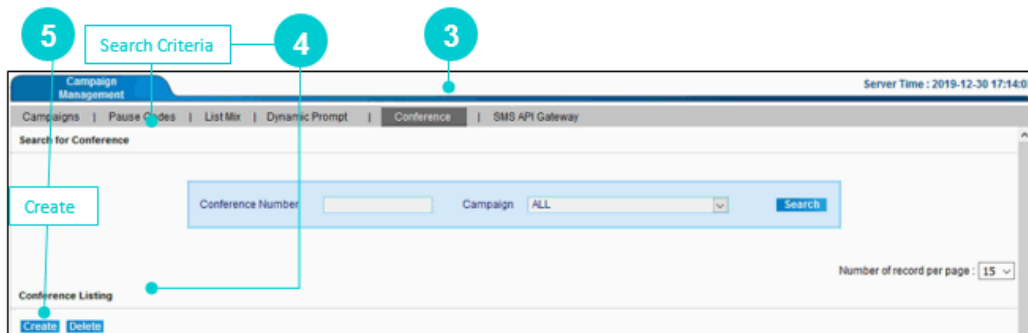 5
Search Criteria
4
3
Campaign
Management
Server Time : 2019-12-30 17:14:0
Campaigns | Pause Codes | List Mix | Dynamic Prompt | Conference | SMS API Gateway
Search for Conference
Create
Conference Number
Campaign
ALL
Search
Number of record per page : 15
Conference Listing
Create Delete